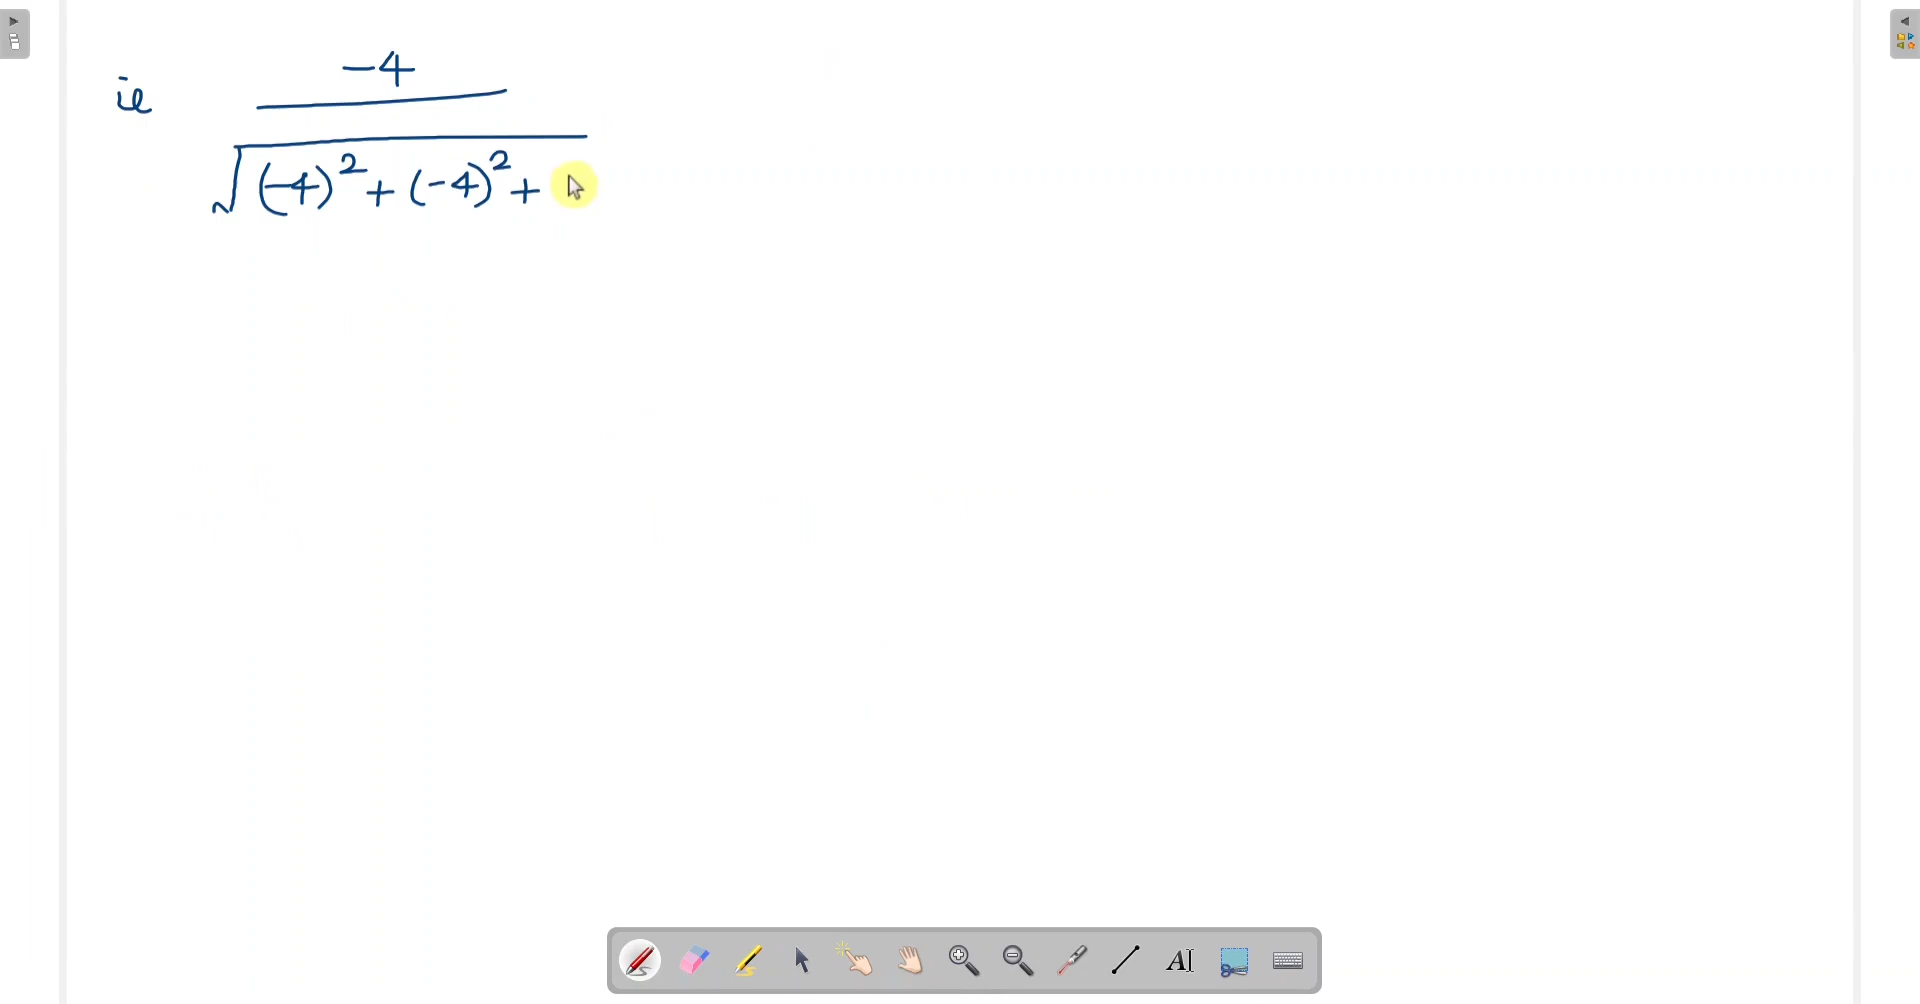 ie -4
√(-4)² + (-4)² +